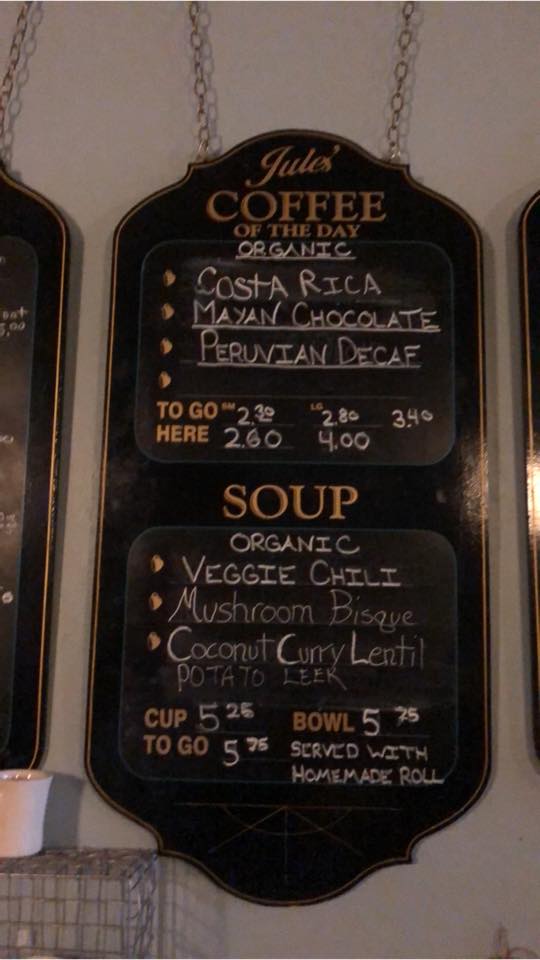 Jules'
COFFEE
OF THE DAY
ORGANIC
COSTA RICA
MAYAN CHOCOLATE
PERUVIAN DECAF
TO GO SM 2.30 LG 2.80 3.40
HERE 2.60 4.00
SOUP
ORGANIC
VEGGIE CHILI
Mushroom Bisque
Coconut Curry Lentil
POTATO LEEK
CUP 5 25 BOWL 5 75
TO GO 5 75 SERVED WITH
HOMEMADE ROLL